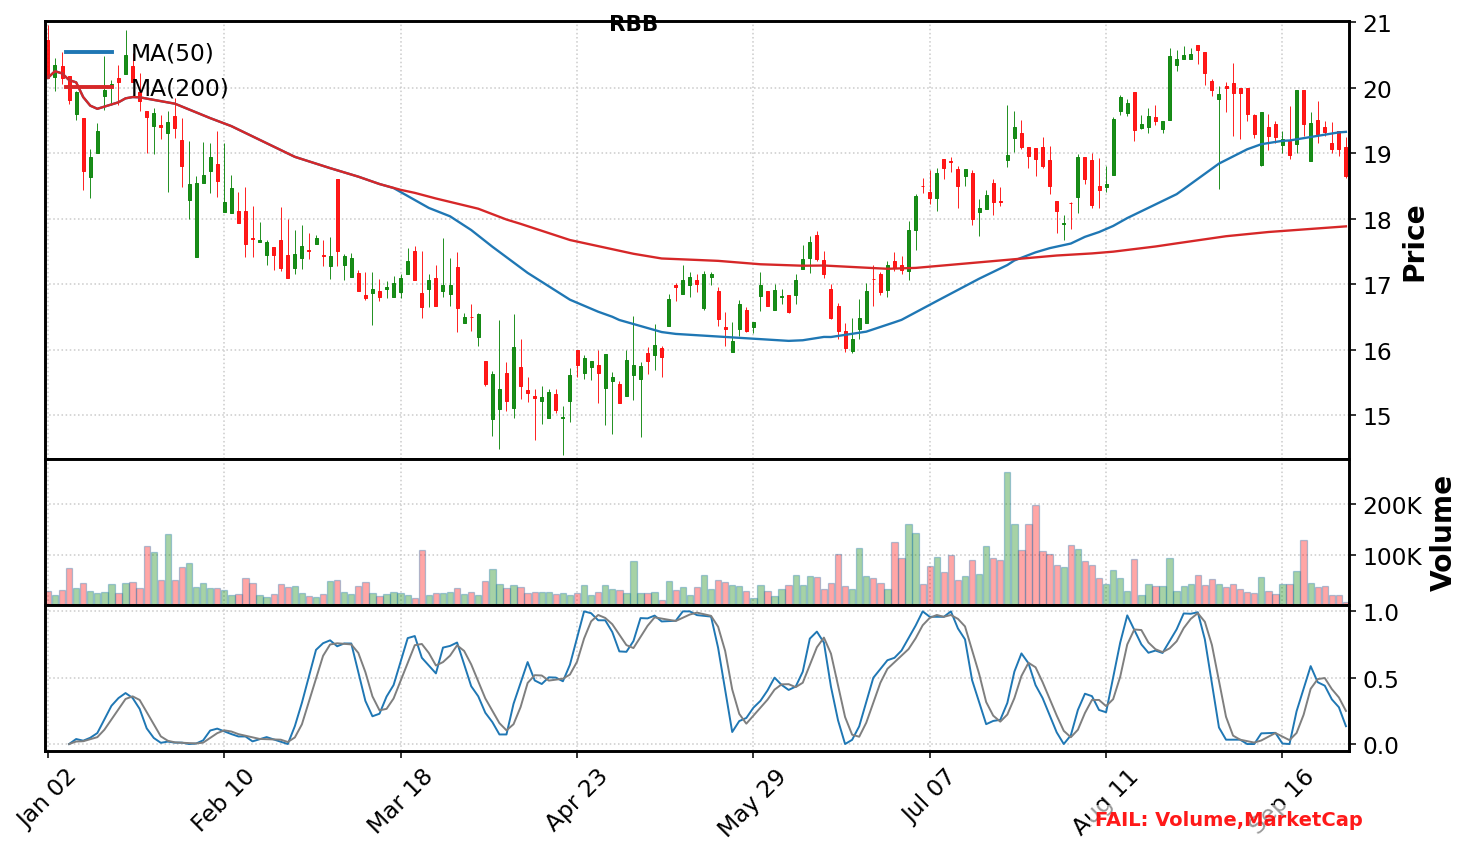 RBB
MA(50)
MA(200)
21
20
19
18
17
16
15
Price
200K
100K
Volume
1.0
0.5
0.0
Jan 02
Feb 10
Mar 18
Apr 23
May 29
Jul 07
Aug 11
Sep 16
FAIL: Volume,MarketCap